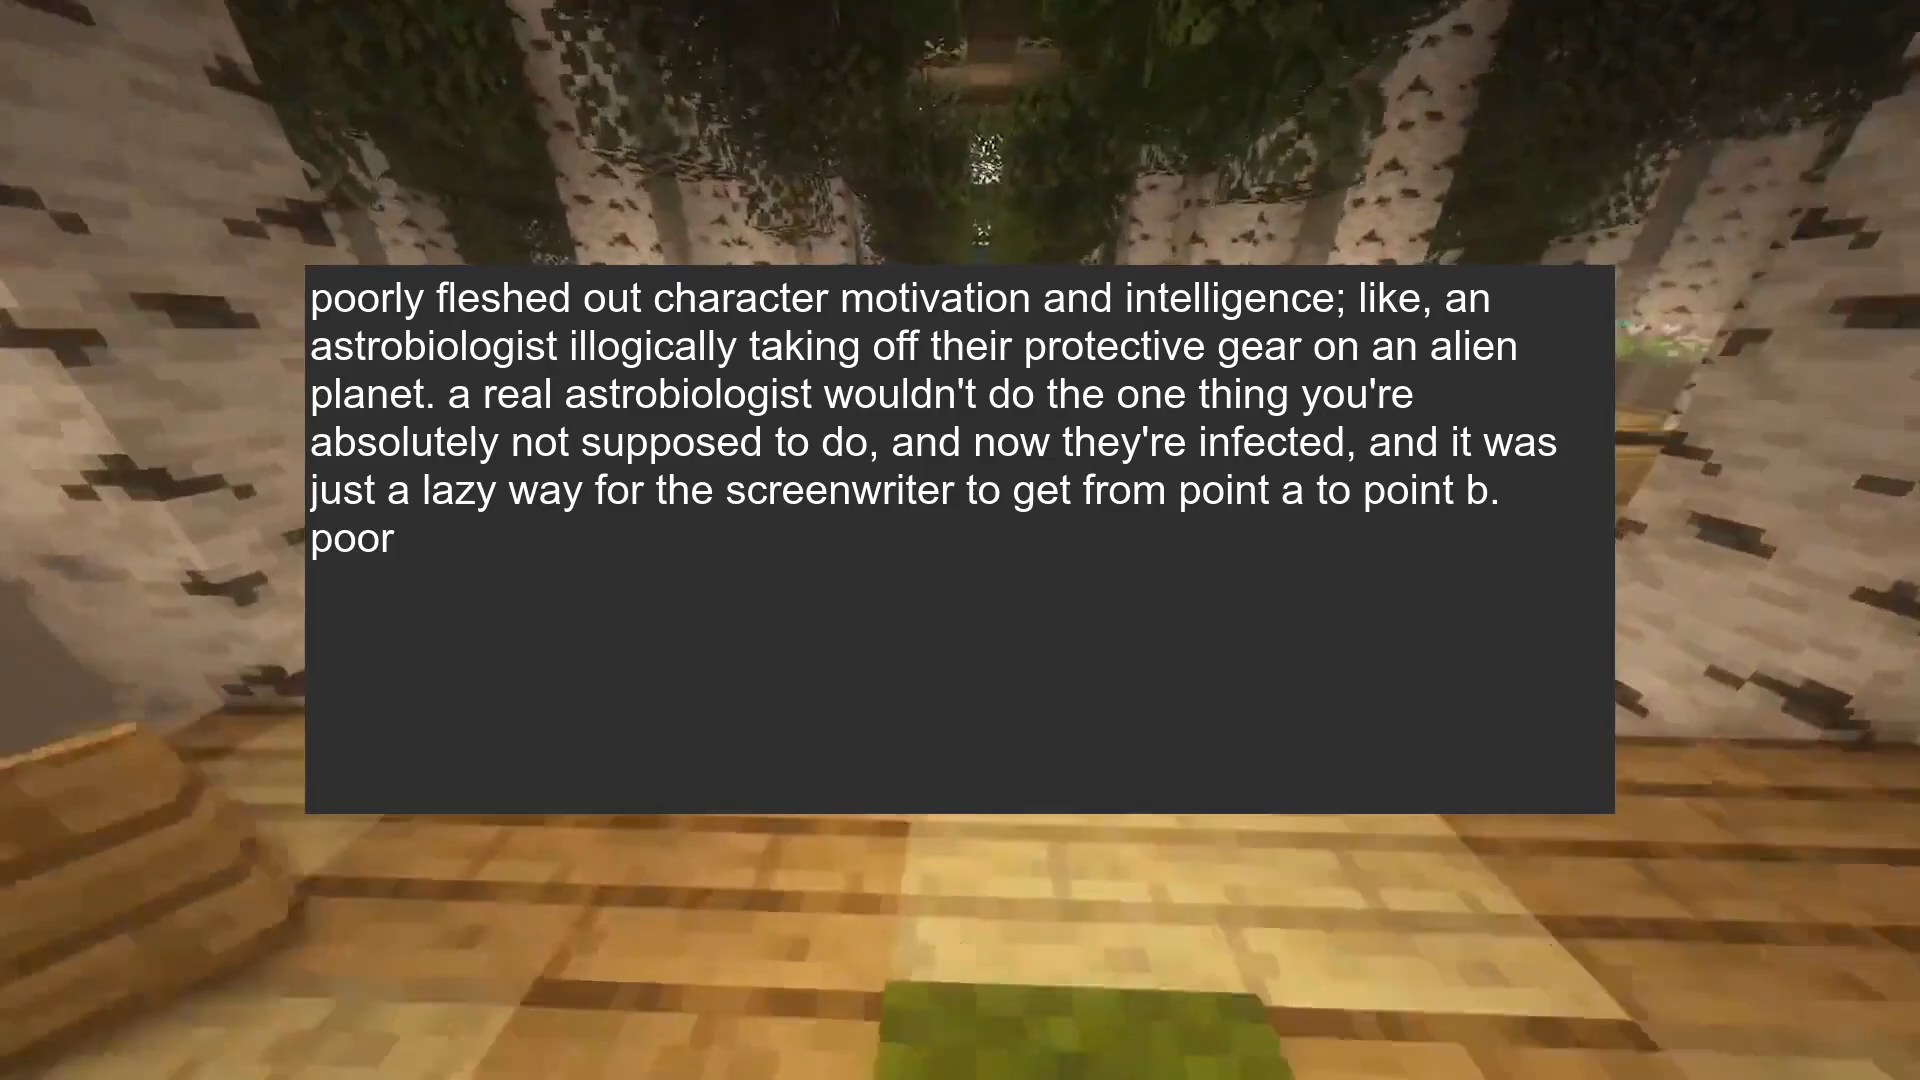 poorly fleshed out character motivation and intelligence; like, an
astrobiologist illogically taking off their protective gear on an alien
planet. a real astrobiologist wouldn't do the one thing you're
absolutely not supposed to do, and now they're infected, and it was
just a lazy way for the screenwriter to get from point a to point b.
poor